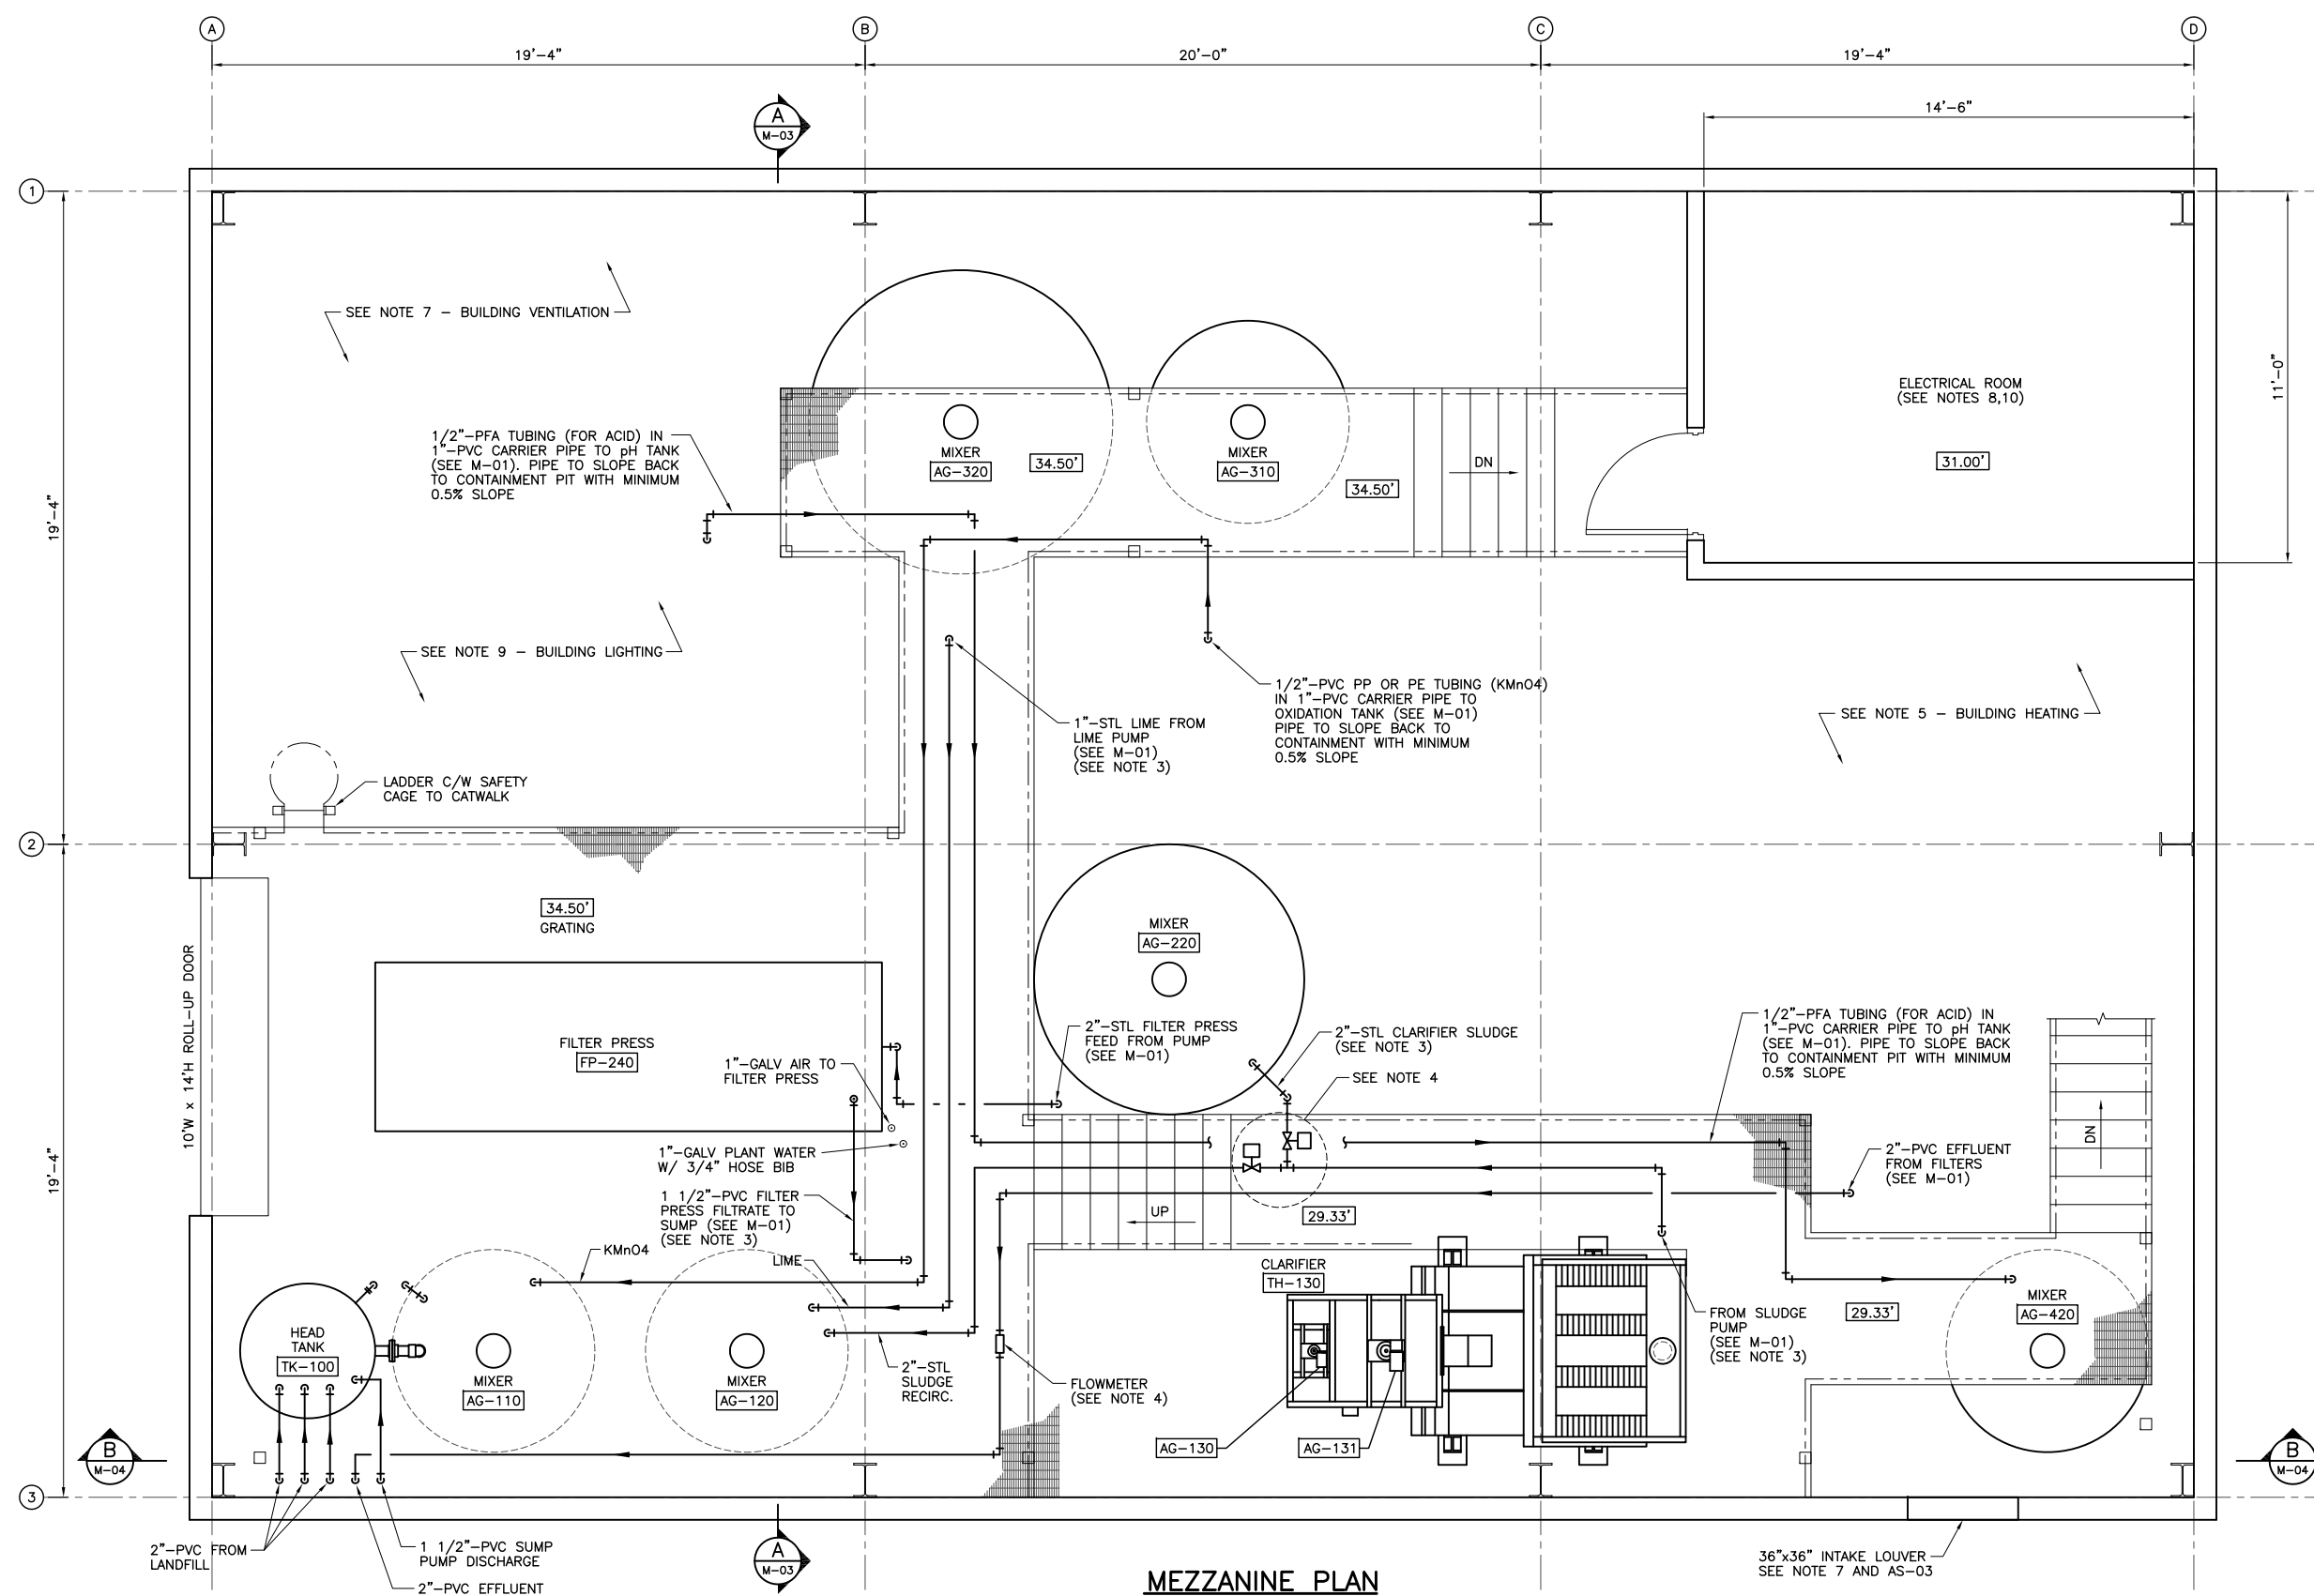 A
B
C
D
19'-4"
20'-0"
19'-4"
14'-6"
A
M-03
1
SEE NOTE 7 - BUILDING VENTILATION
ELECTRICAL ROOM
(SEE NOTES 8,10)
31.00'
11'-0"
1/2"-PFA TUBING (FOR ACID) IN
1"-PVC CARRIER PIPE TO pH TANK
(SEE M-01). PIPE TO SLOPE BACK
TO CONTAINMENT PIT WITH MINIMUM
0.5% SLOPE
MIXER
AG-320
34.50'
MIXER
AG-310
34.50'
DN
19'-4"
SEE NOTE 9 - BUILDING LIGHTING
1"-STL LIME FROM
LIME PUMP
(SEE M-01)
(SEE NOTE 3)
1/2"-PVC PP OR PE TUBING (KMnO4)
IN 1"-PVC CARRIER PIPE TO
OXIDATION TANK (SEE M-01)
PIPE TO SLOPE BACK TO
CONTAINMENT WITH MINIMUM
0.5% SLOPE
SEE NOTE 5 - BUILDING HEATING
LADDER C/W SAFETY
CAGE TO CATWALK
2
34.50'
GRATING
10'W x 14'H ROLL-UP DOOR
MIXER
AG-220
FILTER PRESS
FP-240
1"-GALV AIR TO
FILTER PRESS
2"-STL FILTER PRESS
FEED FROM PUMP
(SEE M-01)
2"-STL CLARIFIER SLUDGE
(SEE NOTE 3)
SEE NOTE 4
1/2"-PFA TUBING (FOR ACID) IN
1"-PVC CARRIER PIPE TO pH TANK
(SEE M-01). PIPE TO SLOPE BACK
TO CONTAINMENT PIT WITH MINIMUM
0.5% SLOPE
DN
19'-4"
1"-GALV PLANT WATER
W/ 3/4" HOSE BIB
1 1/2"-PVC FILTER
PRESS FILTRATE TO
SUMP (SEE M-01)
(SEE NOTE 3)
2"-PVC EFFLUENT
FROM FILTERS
(SEE M-01)
UP
29.33'
KMnO4
LIME
CLARIFIER
TH-130
FROM SLUDGE
PUMP
(SEE M-01)
(SEE NOTE 3)
29.33'
MIXER
AG-420
HEAD
TANK
TK-100
MIXER
AG-110
MIXER
AG-120
2"-STL
SLUDGE
RECIRC.
FLOWMETER
(SEE NOTE 4)
AG-130
AG-131
B
M-04
B
M-04
3
2"-PVC FROM
LANDFILL
1 1/2"-PVC SUMP
PUMP DISCHARGE
2"-PVC EFFLUENT
A
M-03
36"x36" INTAKE LOUVER
SEE NOTE 7 AND AS-03
MEZZANINE PLAN